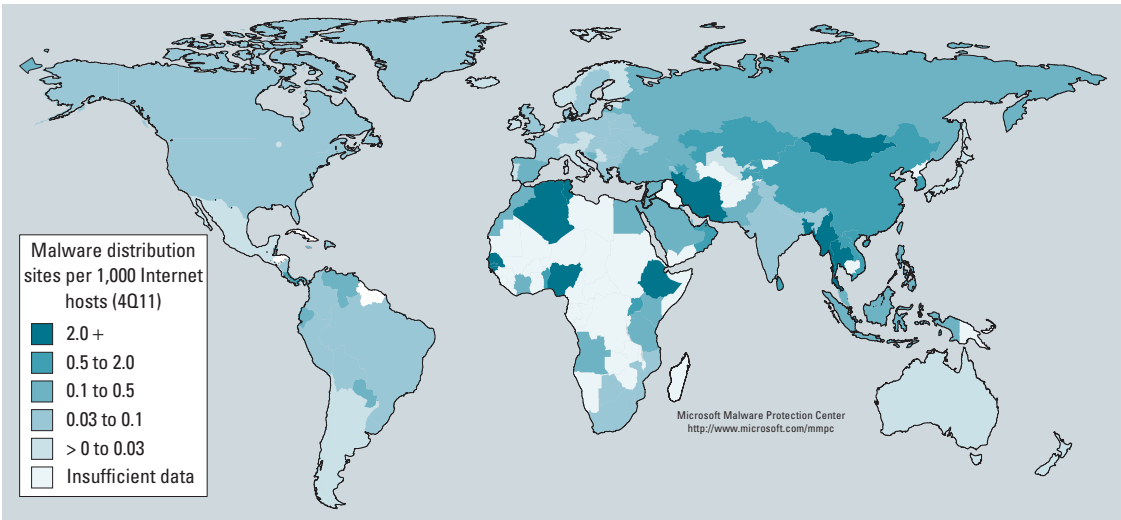 Malware distribution
sites per 1,000 Internet
hosts (4Q11)
2.0 +
0.5 to 2.0
0.1 to 0.5
0.03 to 0.1
> 0 to 0.03
Insufficient data
Microsoft Malware Protection Center
http://www.microsoft.com/mmpc